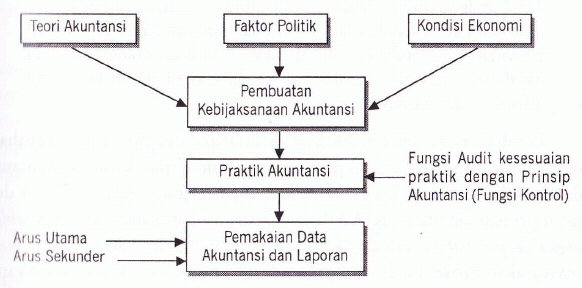 Teori Akuntansi
Faktor Politik
Kondisi Ekonomi
Pembuatan
Kebijaksanaan Akuntansi
Praktik Akuntansi
Fungsi Audit kesesuaian
praktik dengan Prinsip
Akuntansi (Fungsi Kontrol)
Arus Utama
Arus Sekunder
Pemakaian Data
Akuntansi dan Laporan